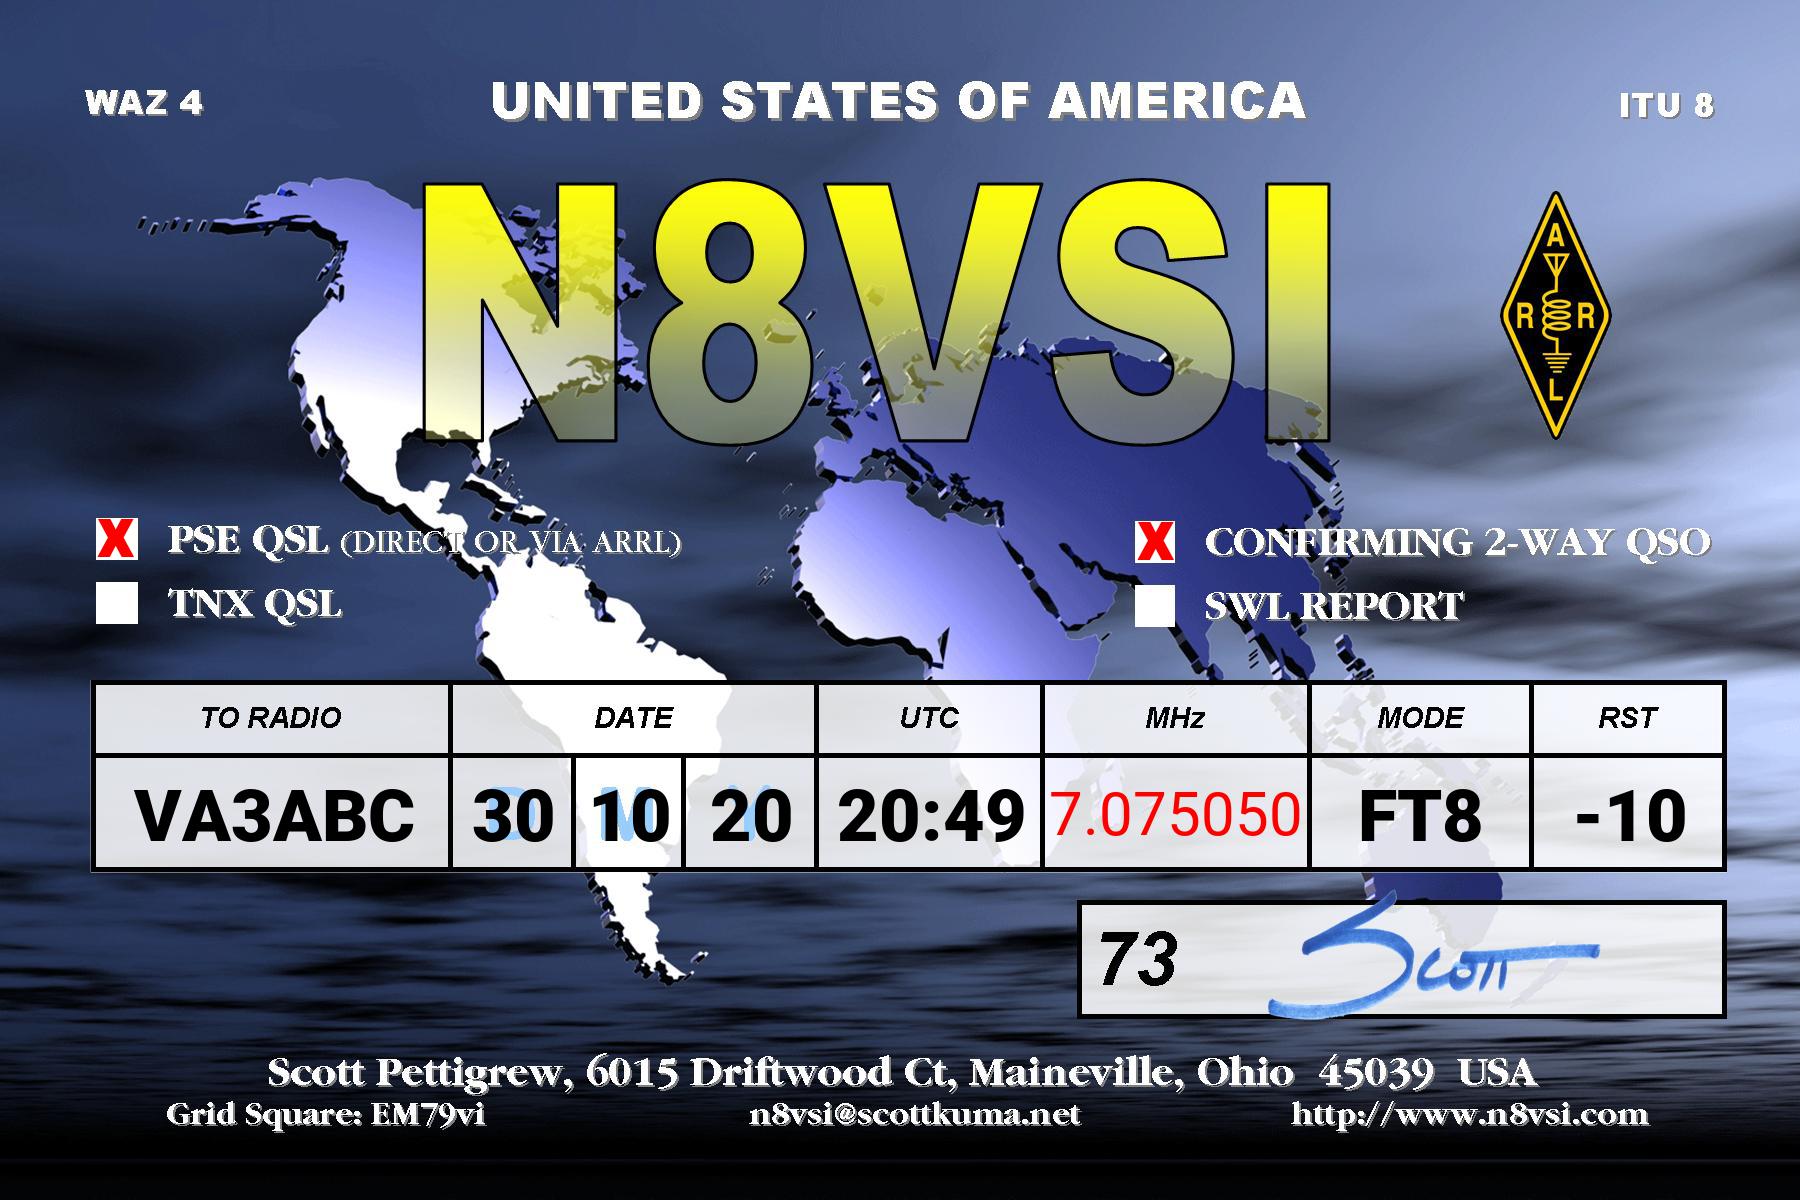 WAZ 4 UNITED STATES OF AMERICA ITU 8
N8VSI
A
R R
L
X PSE QSL (DIRECT OR VIA ARRL) X CONFIRMING 2-WAY QSO
TNX QSL SWL REPORT
TO RADIO DATE UTC MHz MODE RST
D M Y
VA3ABC 30 10 20 20:49 7.075050 FT8 -10
73 Scott
Scott Pettigrew, 6015 Driftwood Ct, Maineville, Ohio 45039 USA
Grid Square: EM79vi n8vsi@scottkuma.net http://www.n8vsi.com